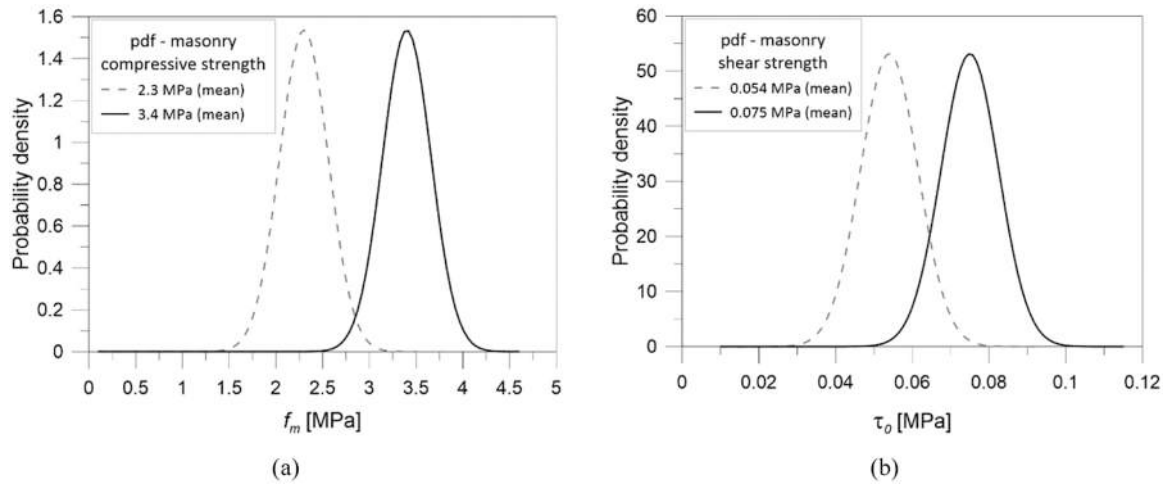 pdf - masonry
compressive strength
2.3 MPa (mean)
3.4 MPa (mean)
Probability density
1.6
1.4
1.2
1
0.8
0.6
0.4
0.2
0
0 0.5 1 1.5 2 2.5 3 3.5 4 4.5 5
fm [MPa]
(a)
pdf - masonry
shear strength
0.054 MPa (mean)
0.075 MPa (mean)
Probability density
60
50
40
30
20
10
0
0 0.02 0.04 0.06 0.08 0.1 0.12
τ0 [MPa]
(b)